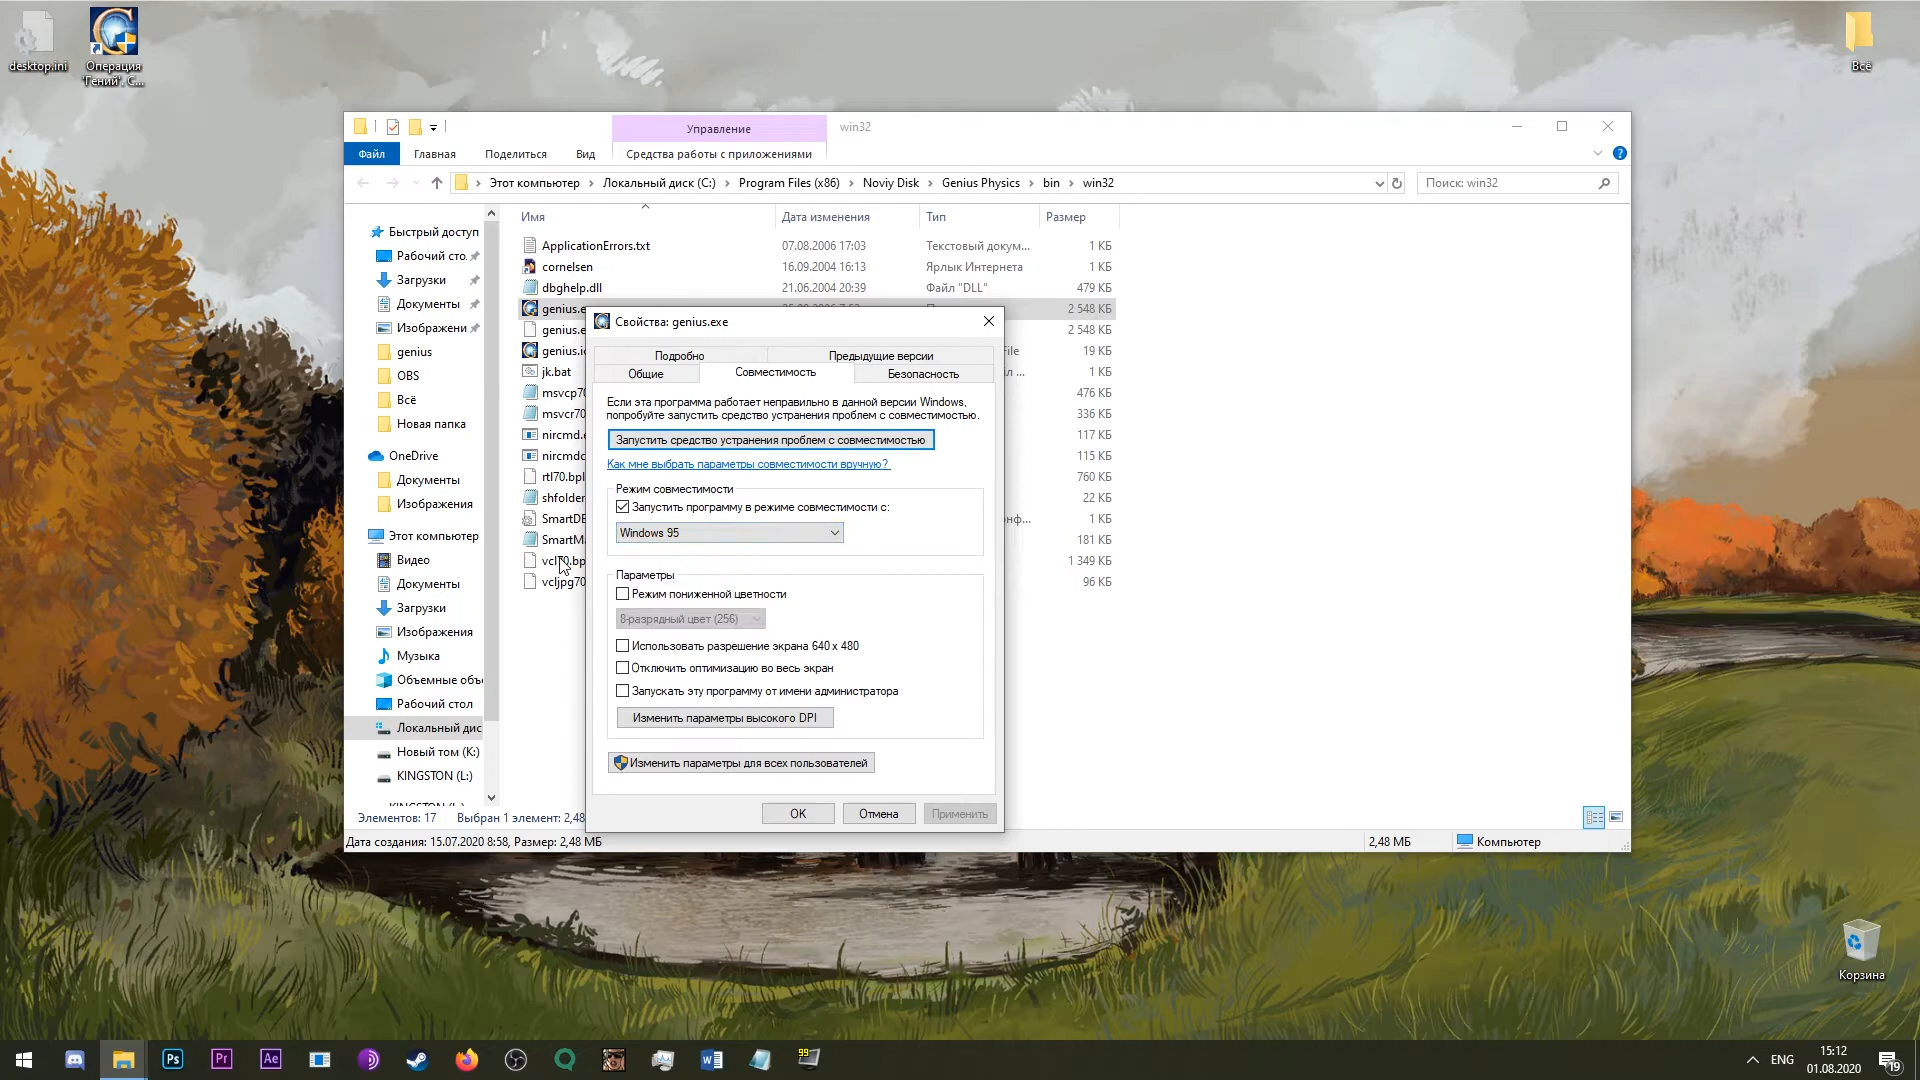 desktop.ini
Операция
'Гений'. С...
Всё
Управление
win32
Файл
Главная
Поделиться
Вид
Средства работы с приложениями
Этот компьютер
Локальный диск (C:)
Program Files (x86)
Noviy Disk
Genius Physics
bin
win32
Поиск: win32
Имя
Дата изменения
Тип
Размер
Быстрый доступ
Рабочий сто
Загрузки
Документы
Изображени
genius
OBS
Всё
Новая папка
OneDrive
Документы
Изображения
Этот компьютер
Видео
Документы
Загрузки
Изображения
Музыка
Объемные объ
Рабочий стол
Локальный дис
Новый том (K:)
KINGSTON (L:)
ApplicationErrors.txt 07.08.2006 17:03 Текстовый докум... 1 КБ
cornelsen 16.09.2004 16:13 Ярлык Интернета 1 КБ
dbghelp.dll 21.06.2004 20:39 Файл "DLL" 479 КБ
genius.e 2 548 КБ
genius.e 2 548 КБ
genius.i File 19 КБ
jk.bat 1 КБ
msvcp70 476 КБ
msvcr70 336 КБ
nircmd.e 117 КБ
nircmdc 115 КБ
rtl70.bpl 760 КБ
shfolder 22 КБ
SmartDB нф... 1 КБ
SmartM 181 КБ
vcl70.bp 1 349 КБ
vcljpg70 96 КБ
Свойства: genius.exe
Подробно
Предыдущие версии
Общие
Совместимость
Безопасность
Если эта программа работает неправильно в данной версии Windows,
попробуйте запустить средство устранения проблем с совместимостью.
Запустить средство устранения проблем с совместимостью
Как мне выбрать параметры совместимости вручную?
Режим совместимости
Запустить программу в режиме совместимости с:
Windows 95
Параметры
Режим пониженной цветности
8-разрядный цвет (256)
Использовать разрешение экрана 640 x 480
Отключить оптимизацию во весь экран
Запускать эту программу от имени администратора
Изменить параметры высокого DPI
Изменить параметры для всех пользователей
ОК
Отмена
Применить
Элементов: 17
Выбран 1 элемент: 2,48
Дата создания: 15.07.2020 8:58, Размер: 2,48 МБ
2,48 МБ
Компьютер
Корзина
Ps
Pr
Ae
99
ENG
15:12
01.08.2020
19